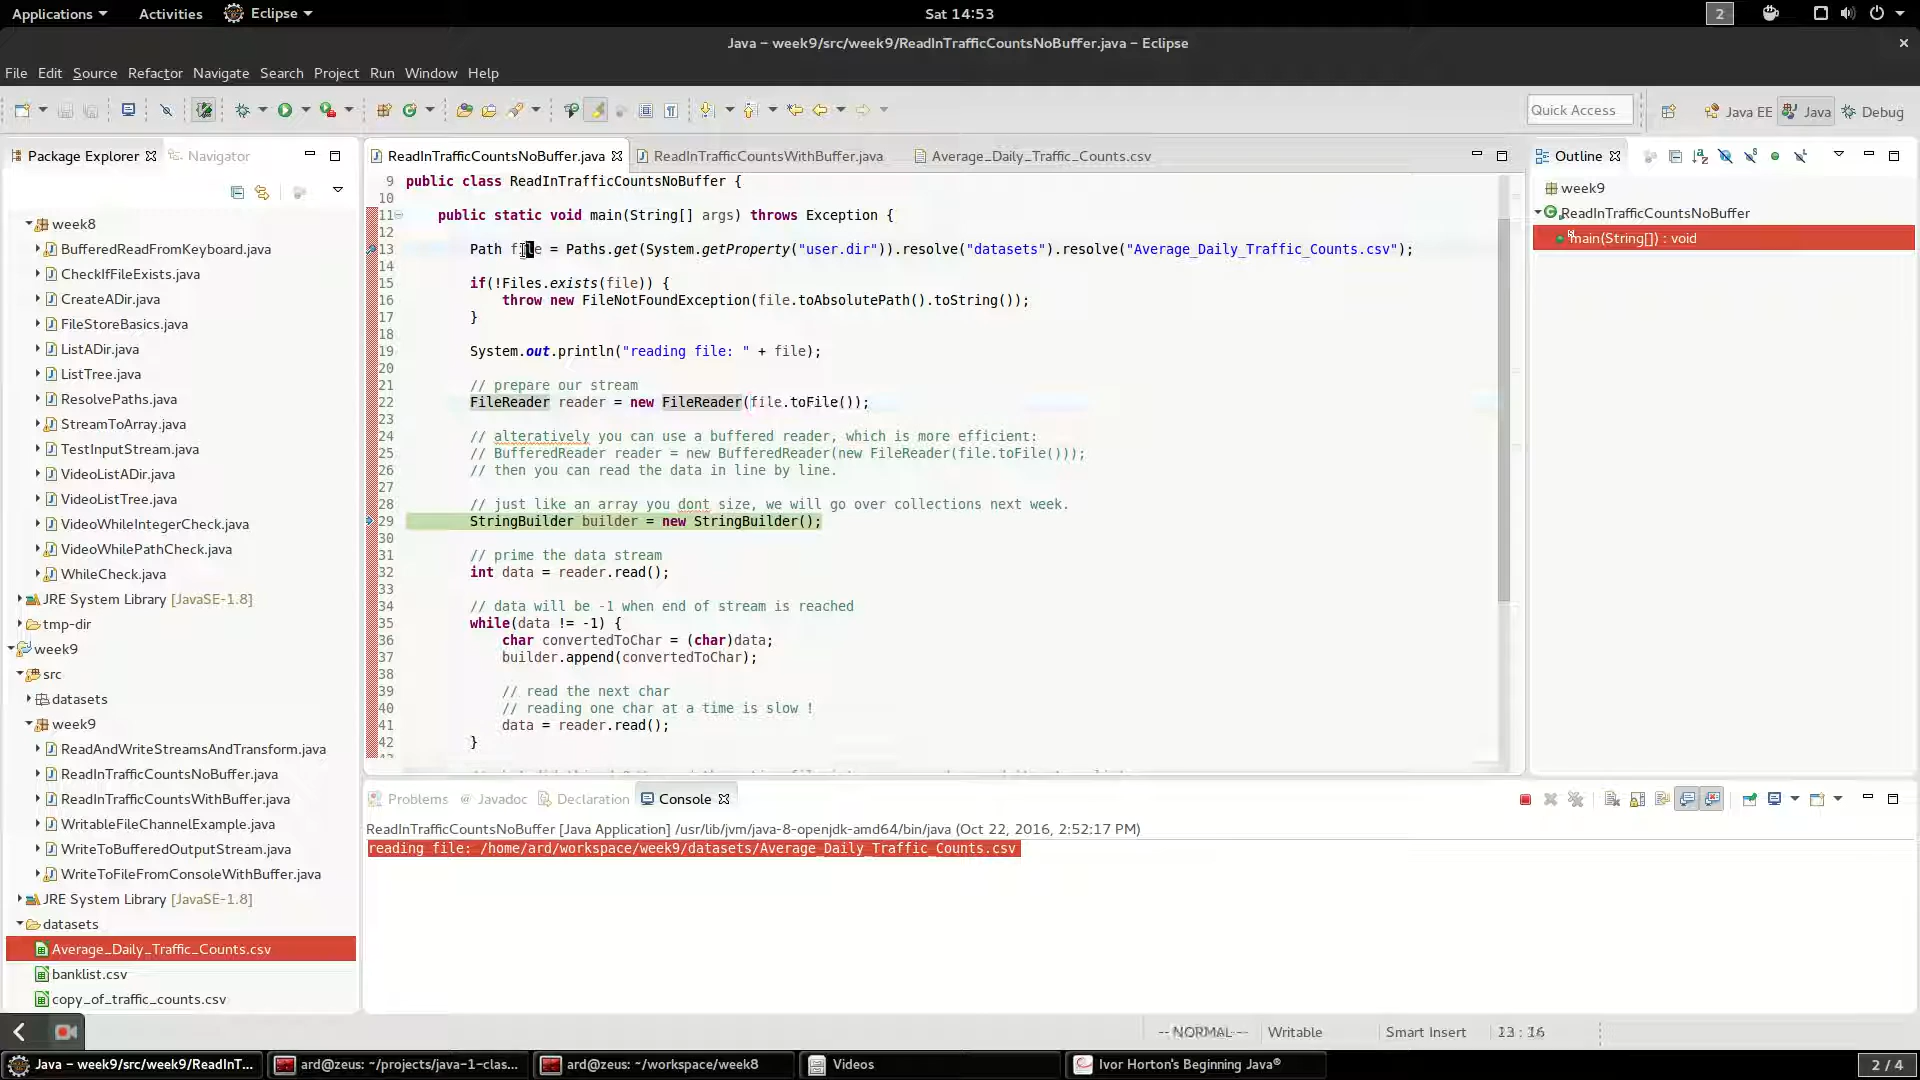 Applications Activities Eclipse Sat 14:53 2
Java – week9/src/week9/ReadInTrafficCountsNoBuffer.java – Eclipse
File Edit Source Refactor Navigate Search Project Run Window Help
Quick Access Java EE Java Debug
Package Explorer Navigator
ReadInTrafficCountsNoBuffer.java ReadInTrafficCountsWithBuffer.java Average_Daily_Traffic_Counts.csv
Outline
week8
BufferedReadFromKeyboard.java
CheckIfFileExists.java
CreateADir.java
FileStoreBasics.java
ListADir.java
ListTree.java
ResolvePaths.java
StreamToArray.java
TestInputStream.java
VideoListADir.java
VideoListTree.java
VideoWhileIntegerCheck.java
VideoWhilePathCheck.java
WhileCheck.java
JRE System Library [JavaSE-1.8]
tmp-dir
week9
src
datasets
week9
ReadAndWriteStreamsAndTransform.java
ReadInTrafficCountsNoBuffer.java
ReadInTrafficCountsWithBuffer.java
WritableFileChannelExample.java
WriteToBufferedOutputStream.java
WriteToFileFromConsoleWithBuffer.java
JRE System Library [JavaSE-1.8]
datasets
Average_Daily_Traffic_Counts.csv
banklist.csv
copy_of_traffic_counts.csv
9 public class ReadInTrafficCountsNoBuffer {
10
11 public static void main(String[] args) throws Exception {
12
13 Path file = Paths.get(System.getProperty("user.dir")).resolve("datasets").resolve("Average_Daily_Traffic_Counts.csv");
14
15 if(!Files.exists(file)) {
16 throw new FileNotFoundException(file.toAbsolutePath().toString());
17 }
18
19 System.out.println("reading file: " + file);
20
21 // prepare our stream
22 FileReader reader = new FileReader(file.toFile());
23
24 // alteratively you can use a buffered reader, which is more efficient:
25 // BufferedReader reader = new BufferedReader(new FileReader(file.toFile()));
26 // then you can read the data in line by line.
27
28 // just like an array you dont size, we will go over collections next week.
29 StringBuilder builder = new StringBuilder();
30
31 // prime the data stream
32 int data = reader.read();
33
34 // data will be -1 when end of stream is reached
35 while(data != -1) {
36 char convertedToChar = (char)data;
37 builder.append(convertedToChar);
38
39 // read the next char
40 // reading one char at a time is slow !
41 data = reader.read();
42 }
week9
ReadInTrafficCountsNoBuffer
main(String[]) : void
Problems @ Javadoc Declaration Console
ReadInTrafficCountsNoBuffer [Java Application] /usr/lib/jvm/java-8-openjdk-amd64/bin/java (Oct 22, 2016, 2:52:17 PM)
reading file: /home/ard/workspace/week9/datasets/Average_Daily_Traffic_Counts.csv
-- NORMAL -- Writable Smart Insert 13 : 16
Java – week9/src/week9/ReadInT... ard@zeus: ~/projects/java-1-clas... ard@zeus: ~/workspace/week8 Videos Ivor Horton's Beginning Java® 2 / 4